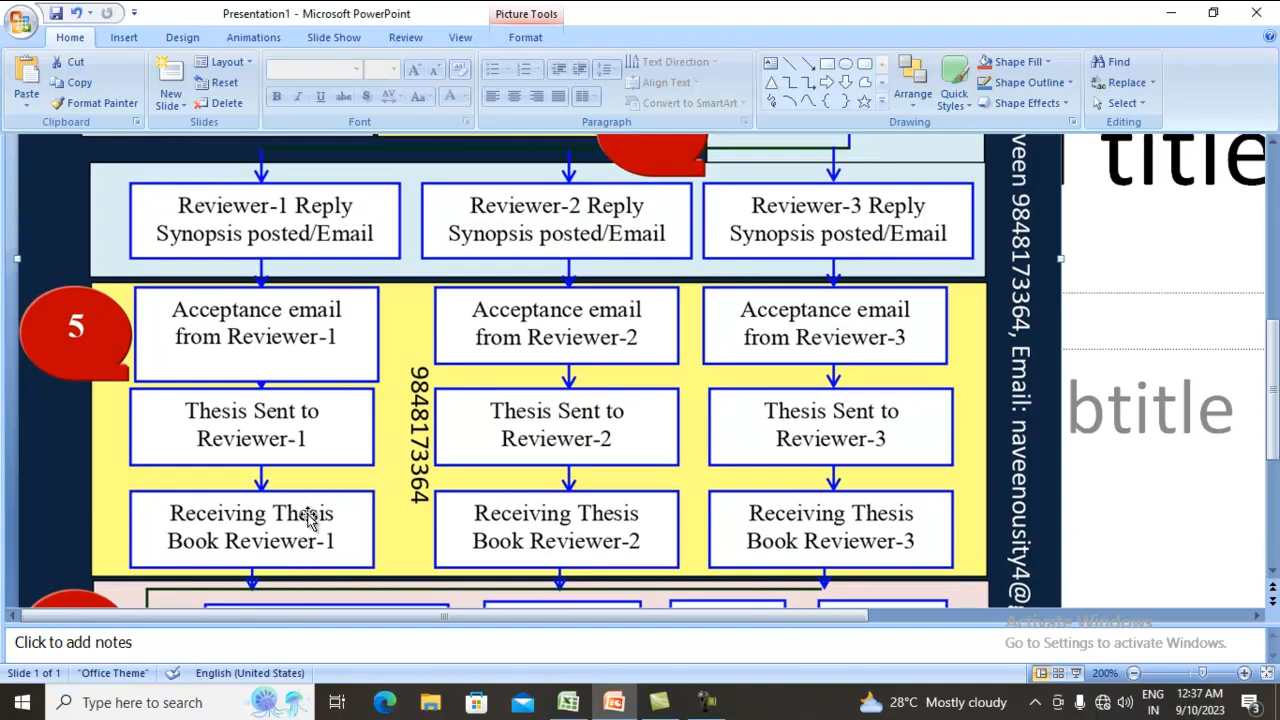 Presentation1 - Microsoft PowerPoint
Picture Tools
Home
Insert
Design
Animations
Slide Show
Review
View
Format
Paste
Cut
Copy
Format Painter
Clipboard
New
Slide
Layout
Reset
Delete
Slides
Font
Text Direction
Align Text
Convert to SmartArt
Paragraph
Arrange
Quick
Styles
Shape Fill
Shape Outline
Shape Effects
Drawing
Find
Replace
Select
Editing
title
Reviewer-1 Reply
Synopsis posted/Email
Reviewer-2 Reply
Synopsis posted/Email
Reviewer-3 Reply
Synopsis posted/Email
5
Acceptance email
from Reviewer-1
Acceptance email
from Reviewer-2
Acceptance email
from Reviewer-3
Thesis Sent to
Reviewer-1
Thesis Sent to
Reviewer-2
Thesis Sent to
Reviewer-3
Receiving Thesis
Book Reviewer-1
Receiving Thesis
Book Reviewer-2
Receiving Thesis
Book Reviewer-3
9848173364
veen 9848173364, Email: naveenousity4@
btitle
Activate Windows
Go to Settings to activate Windows.
Click to add notes
Slide 1 of 1
"Office Theme"
English (United States)
200%
Type here to search
28°C Mostly cloudy
ENG
IN
12:37 AM
9/10/2023
3